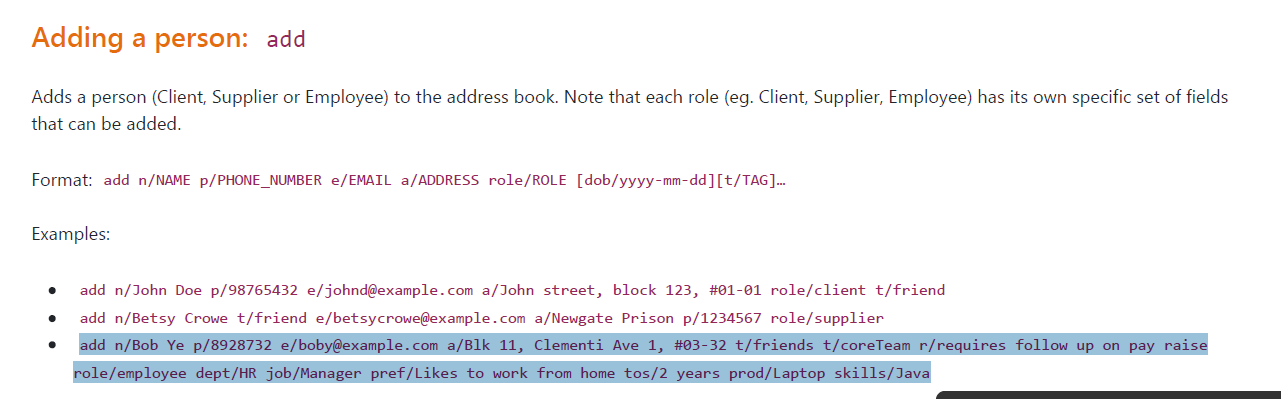 Adding a person: add
Adds a person (Client, Supplier or Employee) to the address book. Note that each role (eg. Client, Supplier, Employee) has its own specific set of fields
that can be added.
Format: add n/NAME p/PHONE_NUMBER e/EMAIL a/ADDRESS role/ROLE [dob/yyyy-mm-dd][t/TAG]…
Examples:
• add n/John Doe p/98765432 e/johnd@example.com a/John street, block 123, #01-01 role/client t/friend
• add n/Betsy Crowe t/friend e/betsycrowe@example.com a/Newgate Prison p/1234567 role/supplier
• add n/Bob Ye p/8928732 e/boby@example.com a/Blk 11, Clementi Ave 1, #03-32 t/friends t/coreTeam r/requires follow up on pay raise
role/employee dept/HR job/Manager pref/Likes to work from home tos/2 years prod/Laptop skills/Java